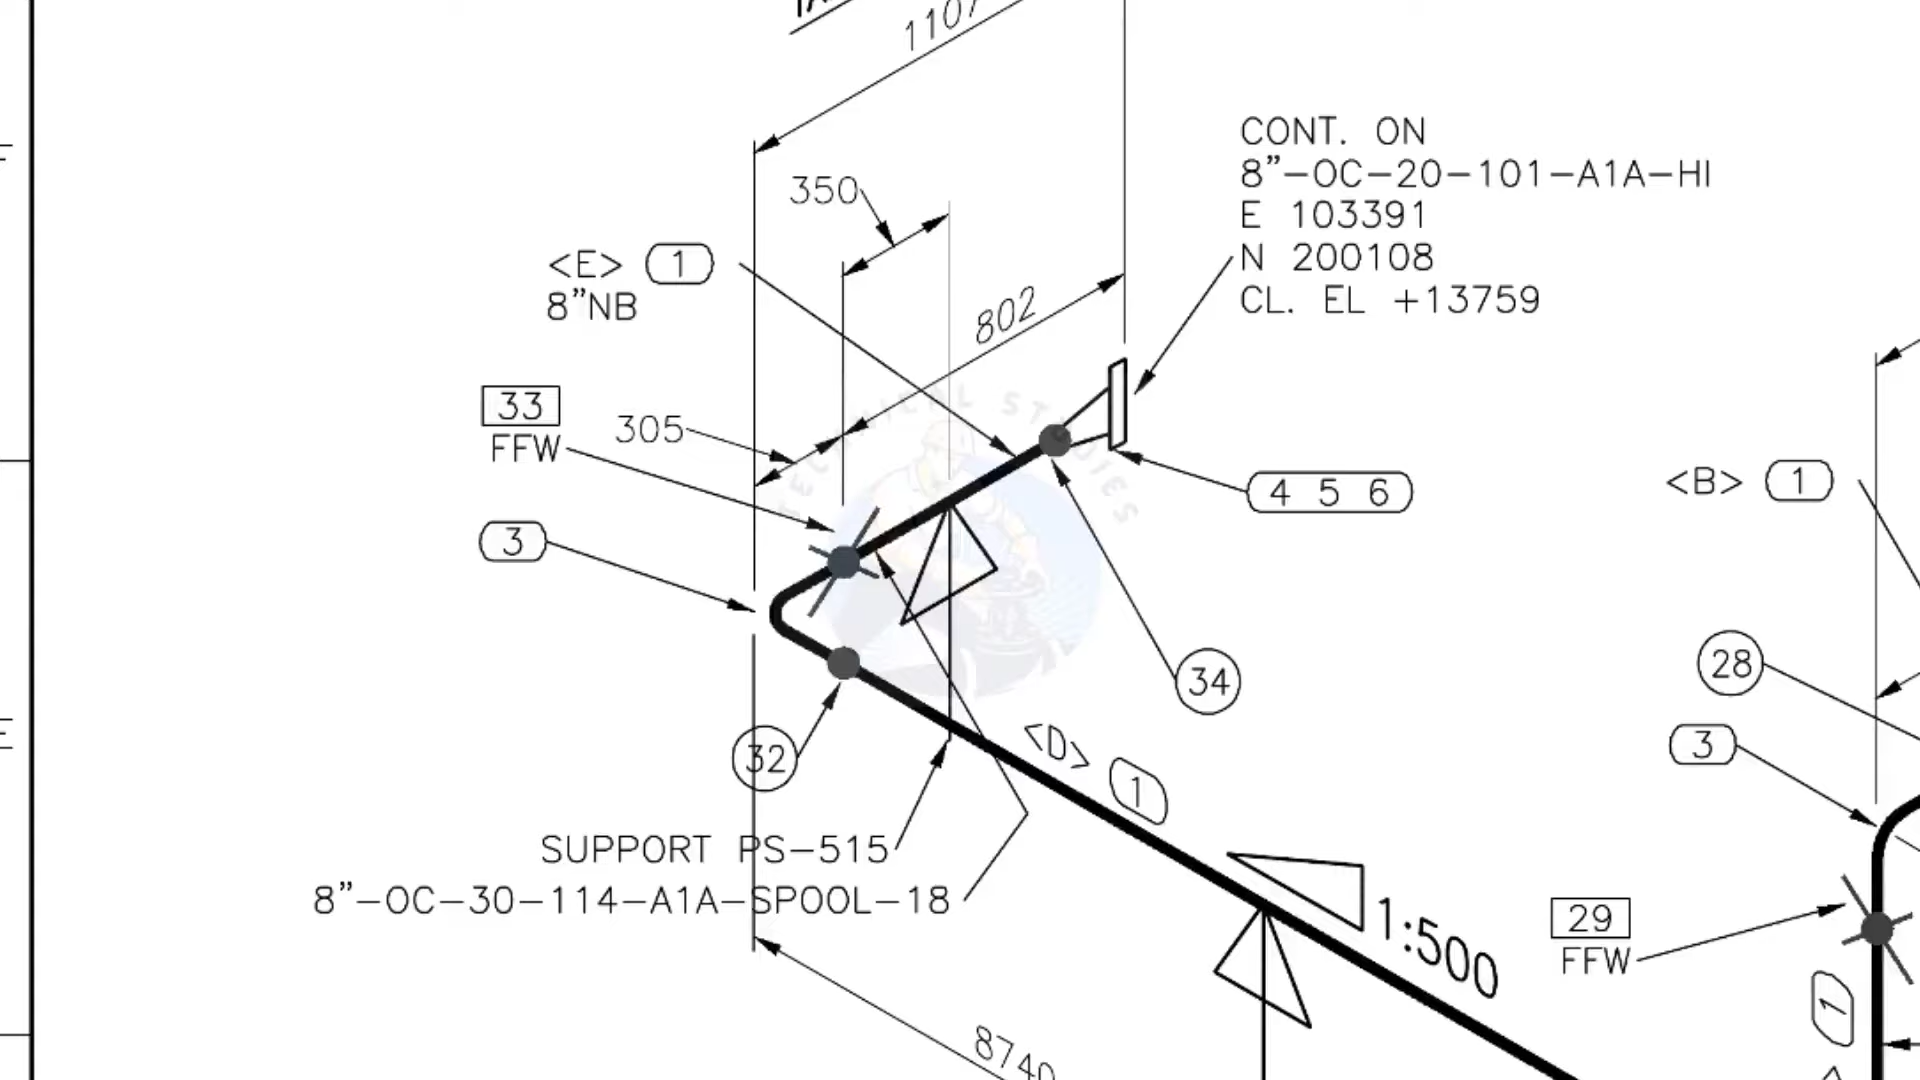 1107
350
CONT. ON
8”-OC-20-101-A1A-HI
E 103391
N 200108
CL. EL +13759
<E> 1
8”NB
802
33
FFW
305
TECHNICAL STUDIES
4 5 6
<B> 1
3
34
28
3
32
<D> 1
SUPPORT PS-515
8”-OC-30-114-A1A-SPOOL-18
1:500
29
FFW
1
8740